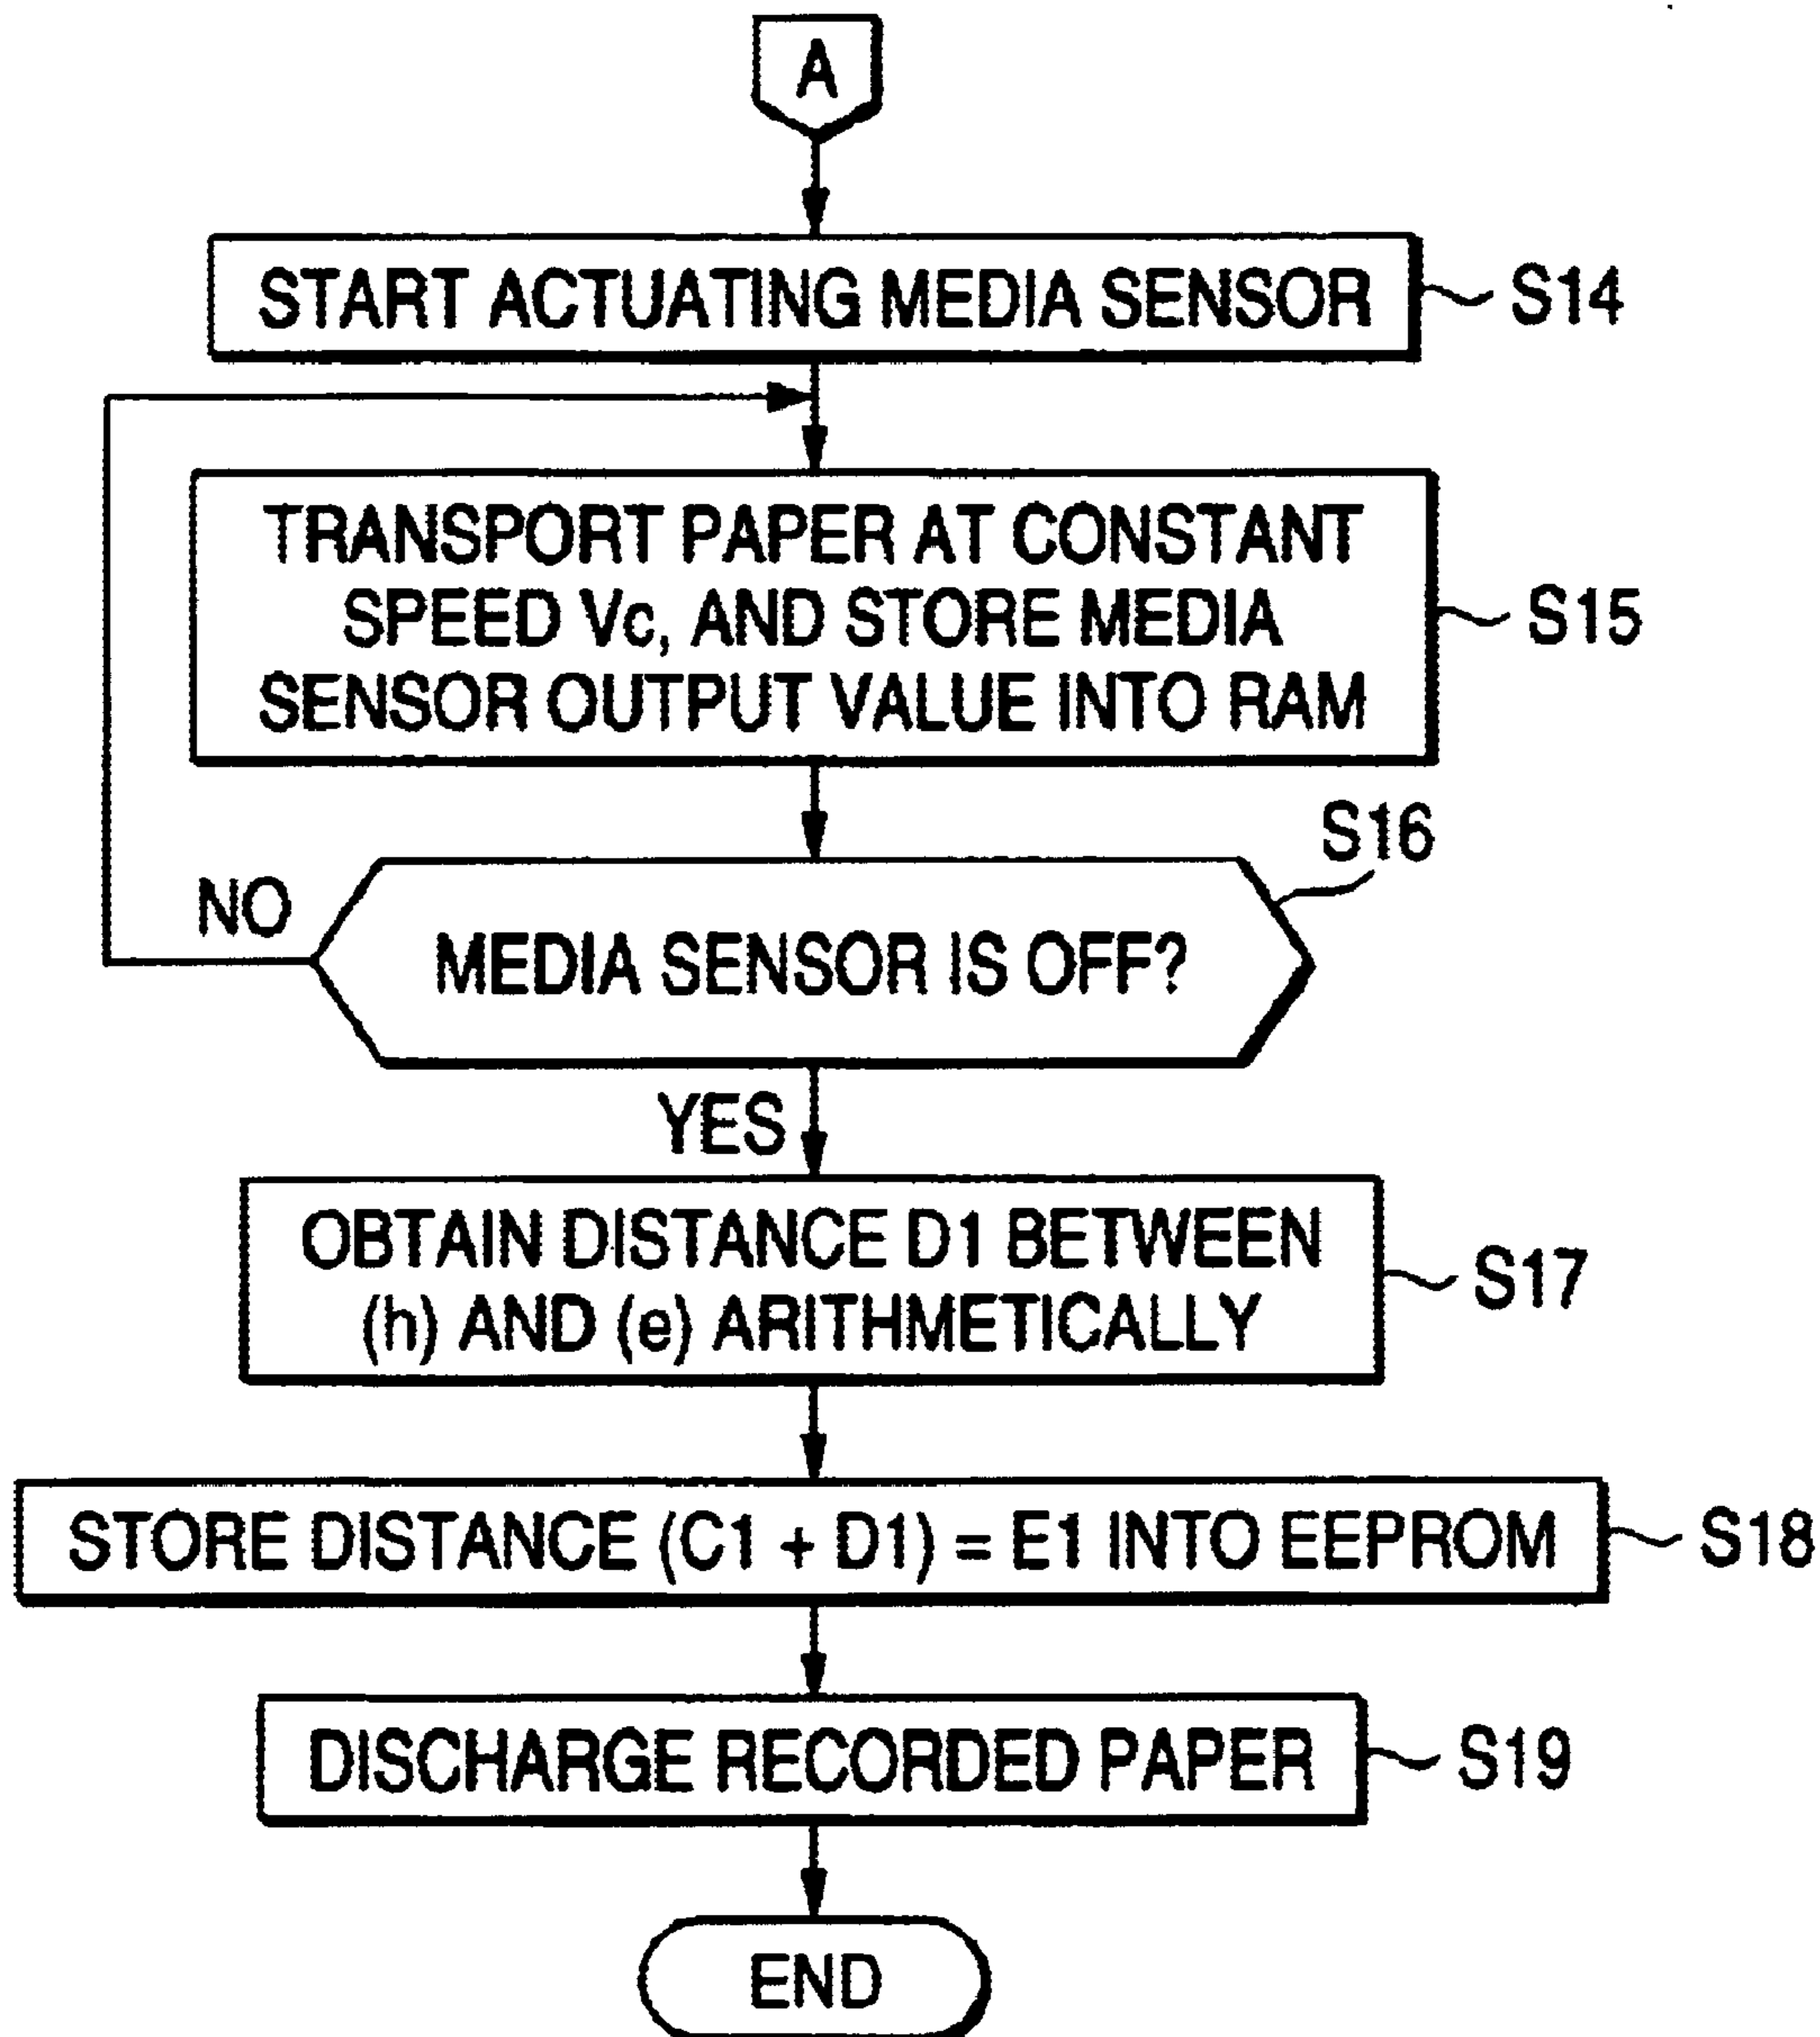 A
START ACTUATING MEDIA SENSOR
S14
TRANSPORT PAPER AT CONSTANT
SPEED Vc, AND STORE MEDIA
SENSOR OUTPUT VALUE INTO RAM
S15
S16
NO
MEDIA SENSOR IS OFF?
YES
OBTAIN DISTANCE D1 BETWEEN
(h) AND (e) ARITHMETICALLY
S17
STORE DISTANCE (C1 + D1) = E1 INTO EEPROM
S18
DISCHARGE RECORDED PAPER
S19
END